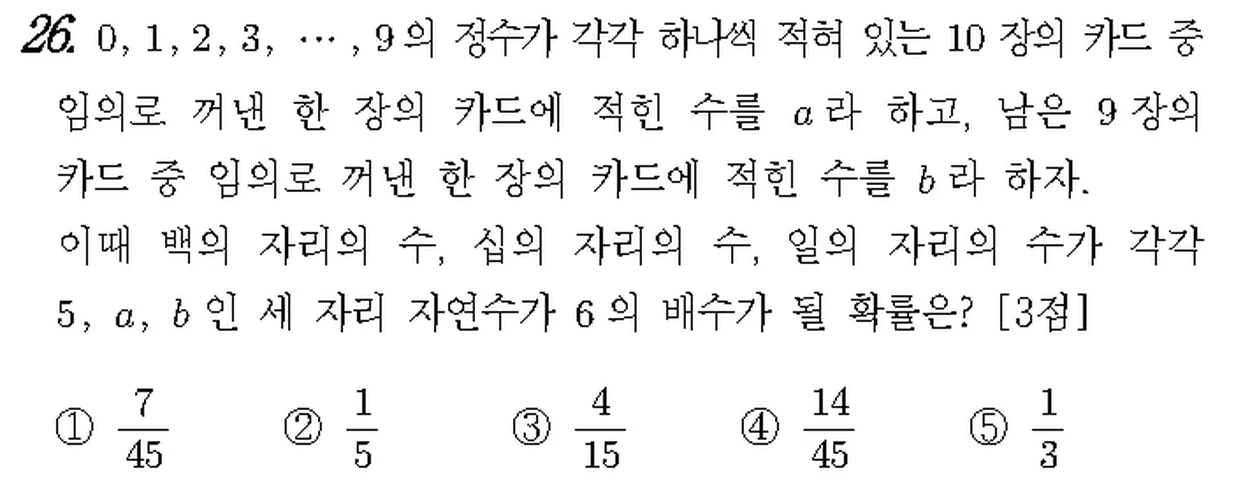 26. 0, 1, 2, 3, ⋯, 9의 정수가 각각 하나씩 적혀 있는 10장의 카드 중
임의로 꺼낸 한 장의 카드에 적힌 수를 a라 하고, 남은 9장의
카드 중 임의로 꺼낸 한 장의 카드에 적힌 수를 b라 하자.
이때 백의 자리의 수, 십의 자리의 수, 일의 자리의 수가 각각
5, a, b인 세 자리 자연수가 6의 배수가 될 확률은? [3점]
① 7/45 ② 1/5 ③ 4/15 ④ 14/45 ⑤ 1/3